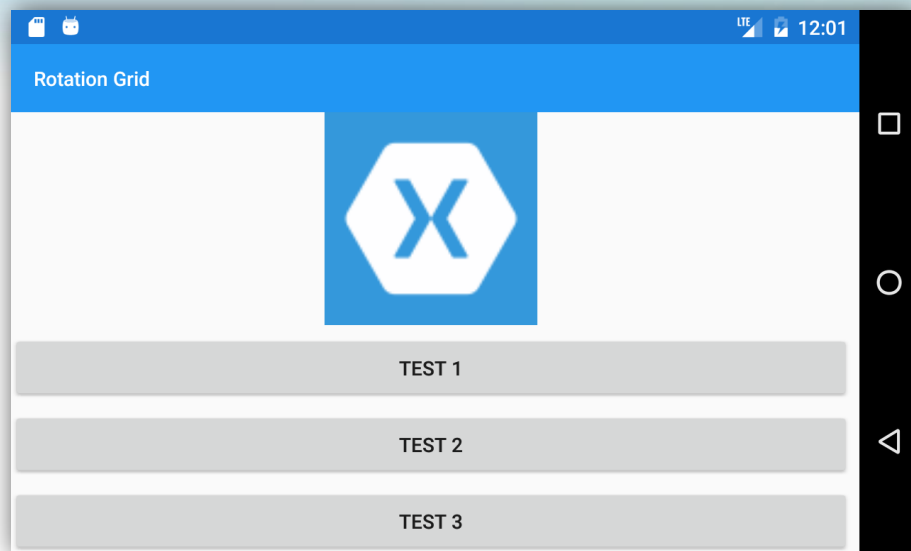 LTE 12:01
Rotation Grid
X
TEST 1
TEST 2
TEST 3